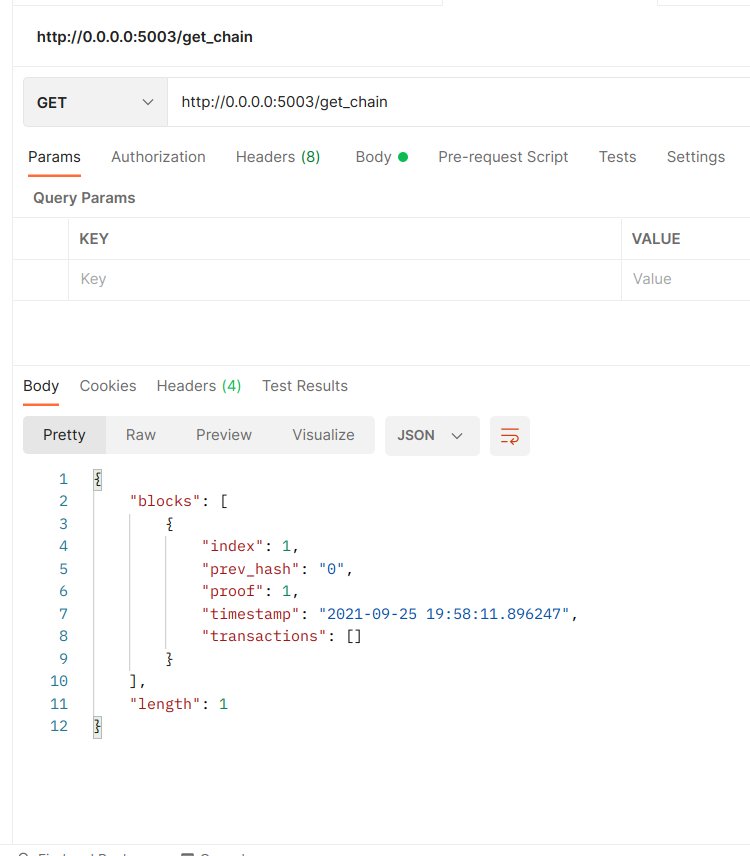 http://0.0.0.0:5003/get_chain
GET http://0.0.0.0:5003/get_chain
Params Authorization Headers (8) Body Pre-request Script Tests Settings
Query Params
KEY VALUE
Key Value
Body Cookies Headers (4) Test Results
Pretty Raw Preview Visualize JSON
1 {
2 "blocks": [
3 {
4 "index": 1,
5 "prev_hash": "0",
6 "proof": 1,
7 "timestamp": "2021-09-25 19:58:11.896247",
8 "transactions": []
9 }
10 ],
11 "length": 1
12 }